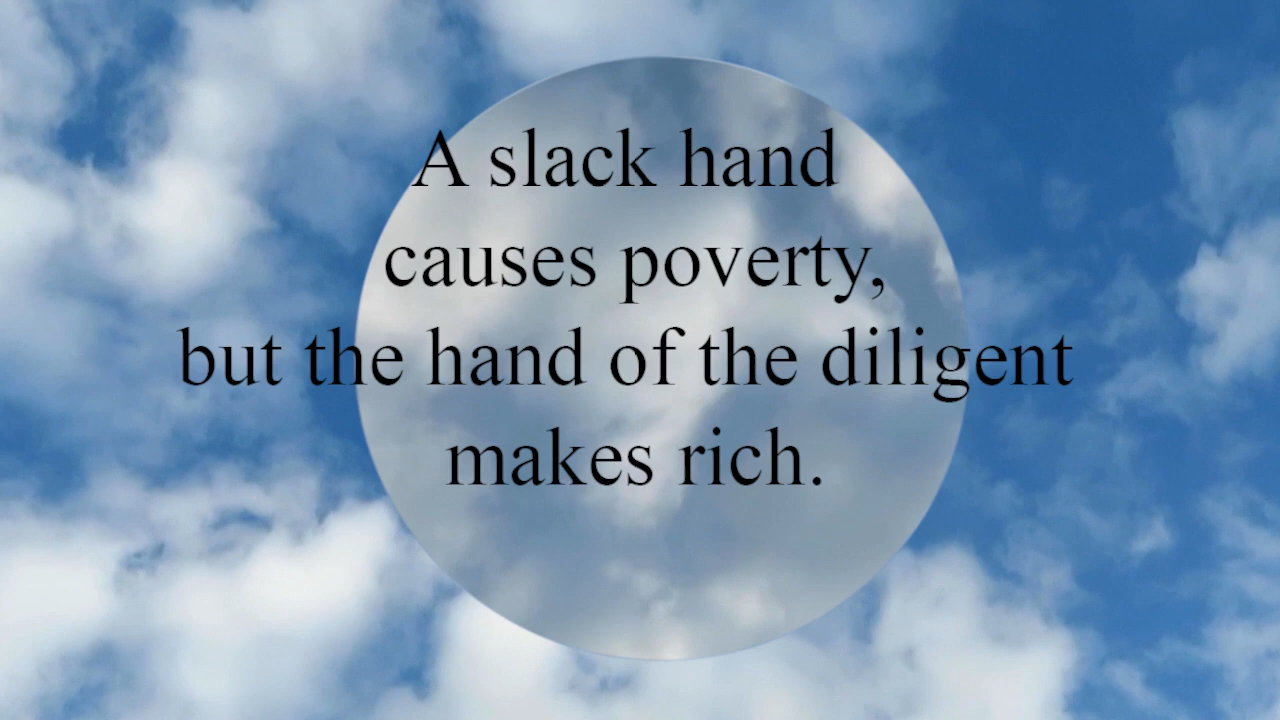 A slack hand
causes poverty,
but the hand of the diligent
makes rich.